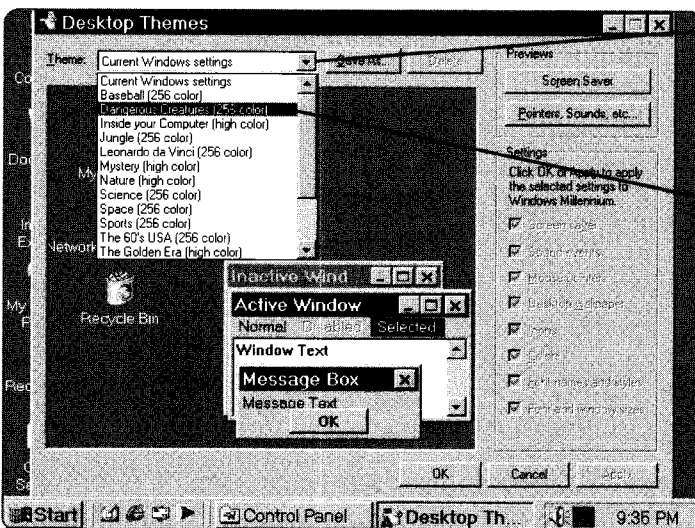 Desktop Themes
Theme:
Current Windows settings
Save As...
Delete
Current Windows settings
Baseball (256 color)
Dangerous Creatures (256 color)
Inside your Computer (high color)
Jungle (256 color)
Leonardo da Vinci (256 color)
Mystery (high color)
Nature (high color)
Science (256 color)
Space (256 color)
Sports (256 color)
The 60's USA (256 color)
The Golden Era (high color)
Previews
Screen Saver
Pointers, Sounds, etc...
Settings
Click OK or Apply to apply
the selected settings to
Windows Millennium.
Screen saver
Sound events
Mouse pointers
Desktop wallpaper
Icons
Colors
Font names and styles
Font and window sizes
My
Network
Recycle Bin
Inactive Wind
Active Window
Normal Disabled Selected
Window Text
Message Box
Message Text
OK
OK
Cancel
Apply
Start
Control Panel
Desktop Th...
9:35 PM